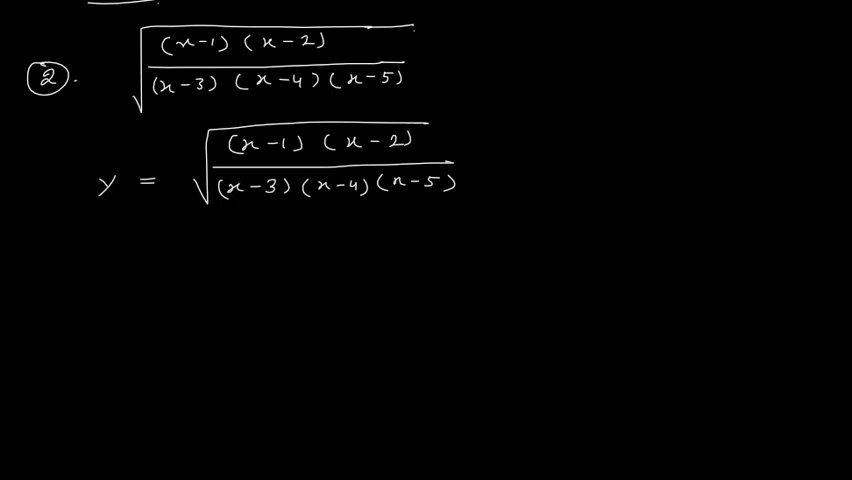 ②. √((x-1) (x-2) / (x-3) (x-4) (x-5))
y = √((x-1) (x-2) / (x-3) (x-4) (x-5))